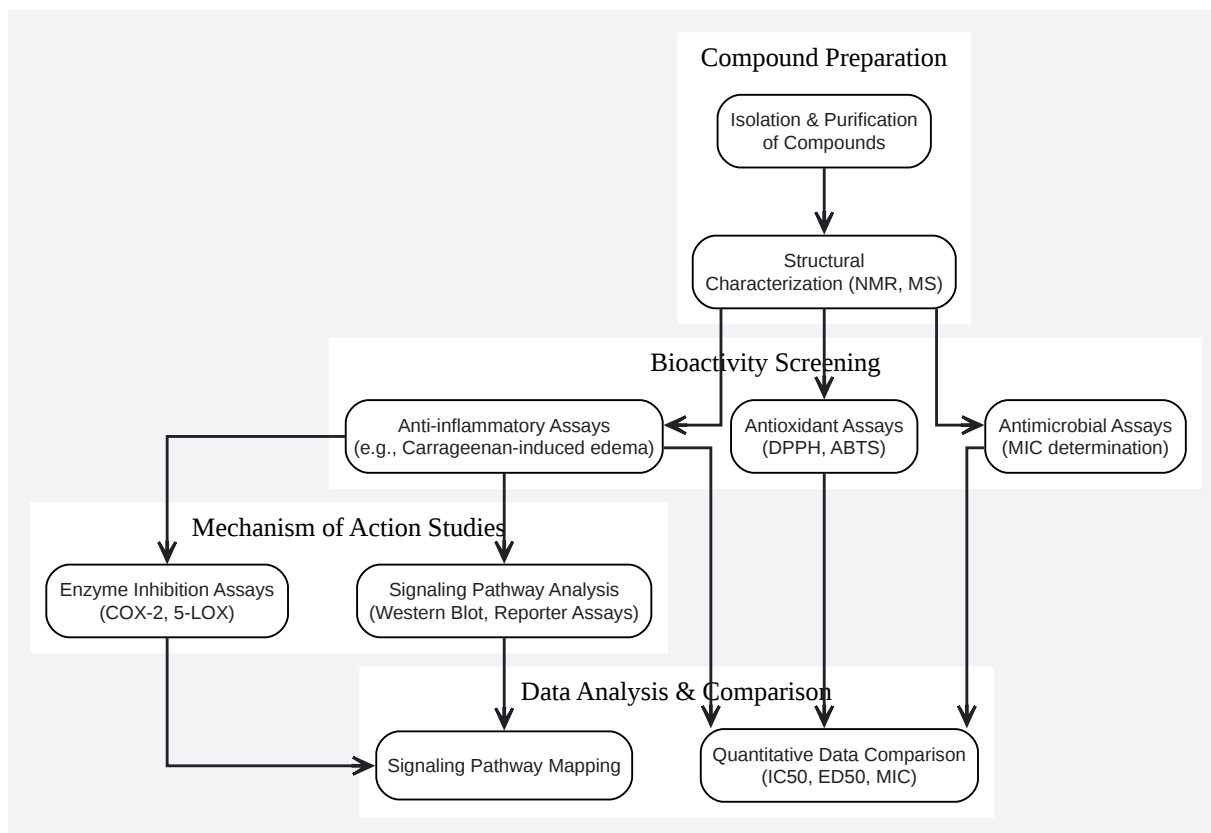 Compound Preparation
Isolation & Purification
of Compounds
Structural
Characterization (NMR, MS)
Bioactivity Screening
Anti-inflammatory Assays
(e.g., Carrageenan-induced edema)
Antioxidant Assays
(DPPH, ABTS)
Antimicrobial Assays
(MIC determination)
Mechanism of Action Studies
Enzyme Inhibition Assays
(COX-2, 5-LOX)
Signaling Pathway Analysis
(Western Blot, Reporter Assays)
Data Analysis & Comparison
Signaling Pathway Mapping
Quantitative Data Comparison
(IC50, ED50, MIC)